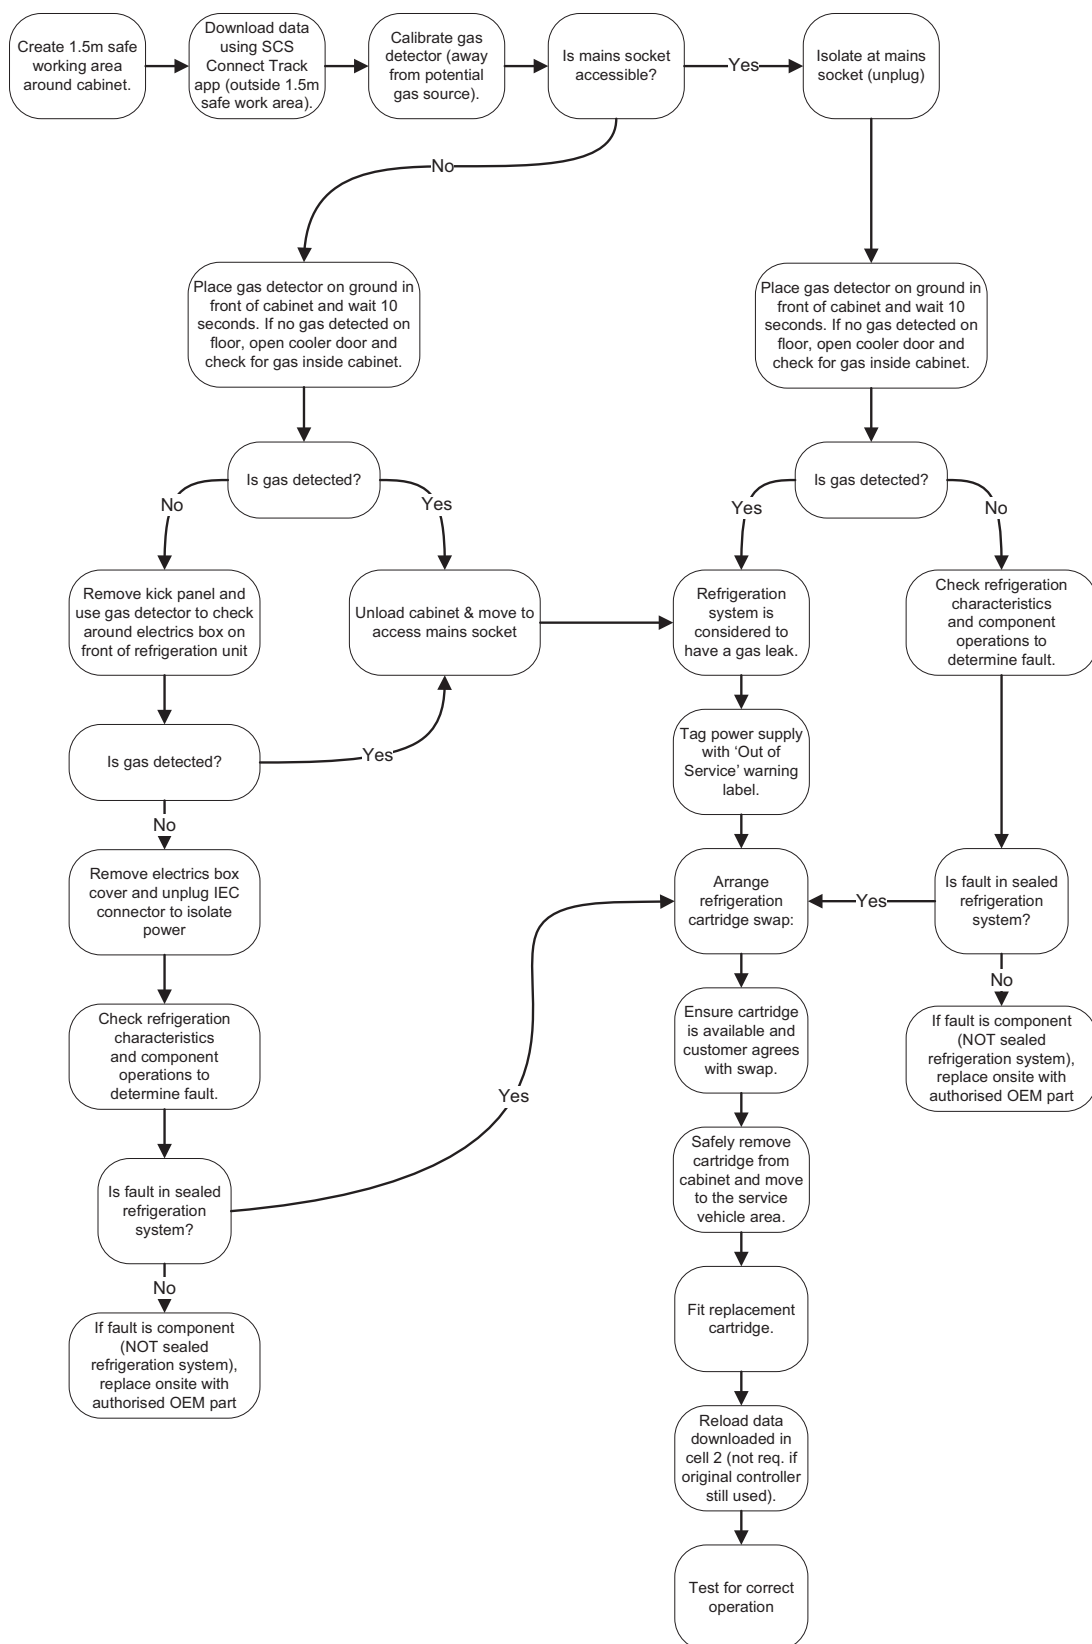 Create 1.5m safe
working area
around cabinet.
Download data
using SCS
Connect Track
app (outside 1.5m
safe work area).
Calibrate gas
detector (away
from potential
gas source).
Is mains socket
accessible?
Yes
Isolate at mains
socket (unplug)
No
Place gas detector on ground in
front of cabinet and wait 10
seconds. If no gas detected on
floor, open cooler door and
check for gas inside cabinet.
Place gas detector on ground in
front of cabinet and wait 10
seconds. If no gas detected on
floor, open cooler door and
check for gas inside cabinet.
Is gas detected?
No
Yes
Is gas detected?
Yes
No
Remove kick panel and
use gas detector to check
around electrics box on
front of refrigeration unit
Unload cabinet & move to
access mains socket
Refrigeration
system is
considered to
have a gas leak.
Check refrigeration
characteristics
and component
operations to
determine fault.
Is gas detected?
Yes
Tag power supply
with ‘Out of
Service’ warning
label.
No
Remove electrics box
cover and unplug IEC
connector to isolate
power
Arrange
refrigeration
cartridge swap:
Yes
Is fault in sealed
refrigeration
system?
No
Check refrigeration
characteristics
and component
operations to
determine fault.
Ensure cartridge
is available and
customer agrees
with swap.
If fault is component
(NOT sealed
refrigeration system),
replace onsite with
authorised OEM part
Yes
Is fault in sealed
refrigeration
system?
Safely remove
cartridge from
cabinet and move
to the service
vehicle area.
No
If fault is component
(NOT sealed
refrigeration system),
replace onsite with
authorised OEM part
Fit replacement
cartridge.
Reload data
downloaded in
cell 2 (not req. if
original controller
still used).
Test for correct
operation